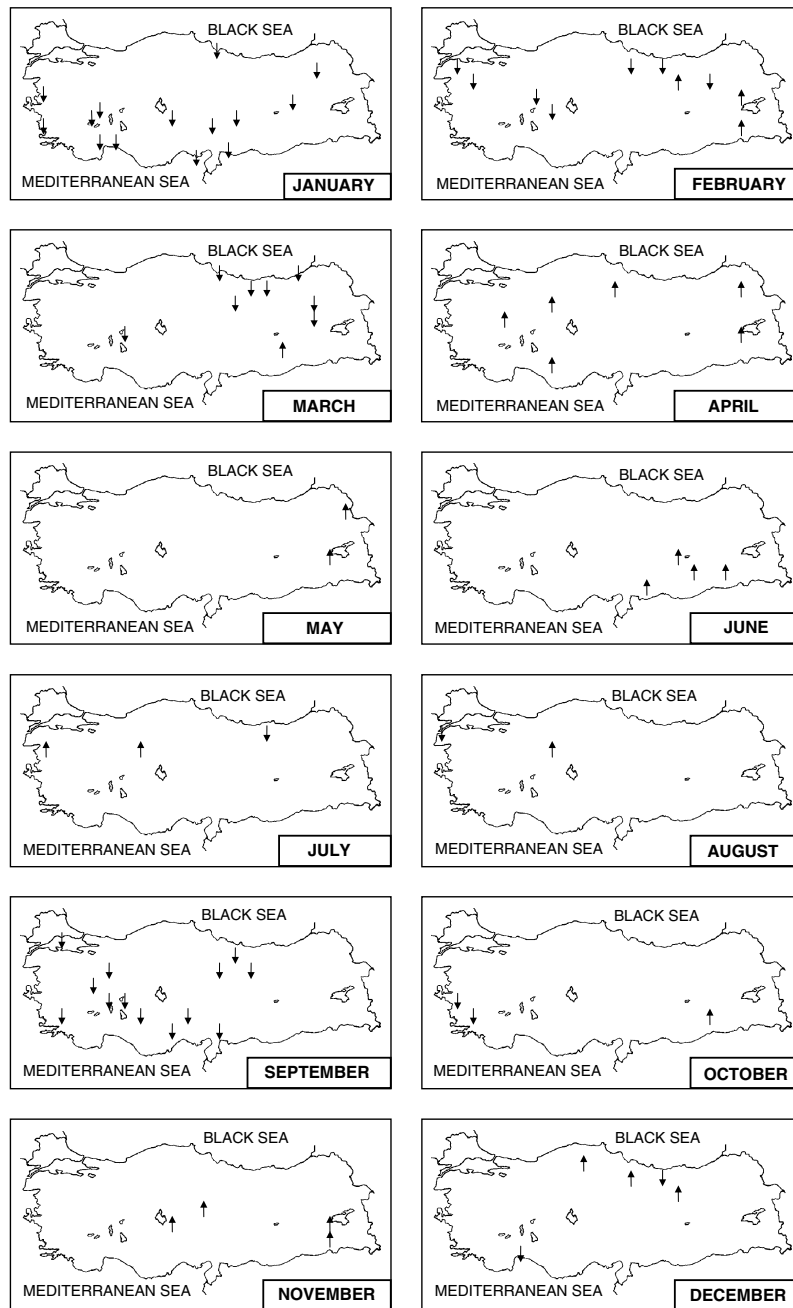 BLACK SEA
MEDITERRANEAN SEA
JANUARY
BLACK SEA
MEDITERRANEAN SEA
FEBRUARY
BLACK SEA
MEDITERRANEAN SEA
MARCH
BLACK SEA
MEDITERRANEAN SEA
APRIL
BLACK SEA
MEDITERRANEAN SEA
MAY
BLACK SEA
MEDITERRANEAN SEA
JUNE
BLACK SEA
MEDITERRANEAN SEA
JULY
BLACK SEA
MEDITERRANEAN SEA
AUGUST
BLACK SEA
MEDITERRANEAN SEA
SEPTEMBER
BLACK SEA
MEDITERRANEAN SEA
OCTOBER
BLACK SEA
MEDITERRANEAN SEA
NOVEMBER
BLACK SEA
MEDITERRANEAN SEA
DECEMBER